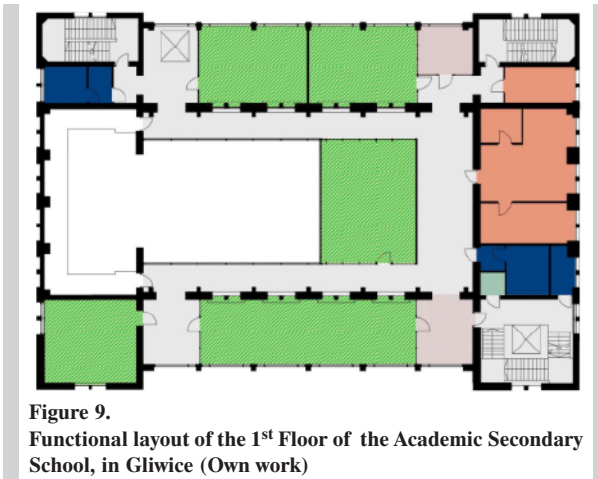 Figure 9.
Functional layout of the 1st Floor of the Academic Secondary
School, in Gliwice (Own work)